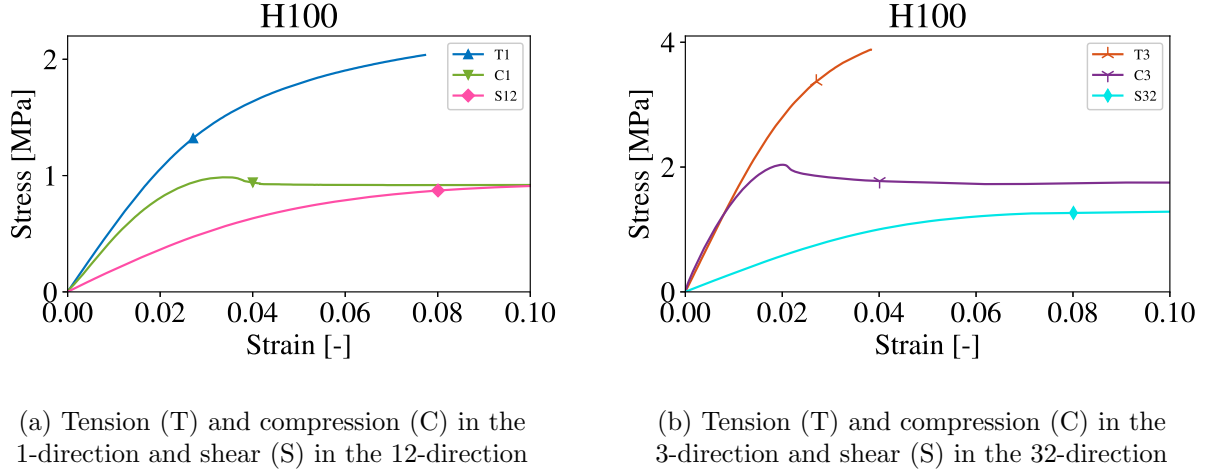 H100
Stress [MPa]
2
1
0
0.00 0.02 0.04 0.06 0.08 0.10
Strain [-]
T1
C1
S12
(a) Tension (T) and compression (C) in the
1-direction and shear (S) in the 12-direction
H100
Stress [MPa]
4
2
0
0.00 0.02 0.04 0.06 0.08 0.10
Strain [-]
T3
C3
S32
(b) Tension (T) and compression (C) in the
3-direction and shear (S) in the 32-direction